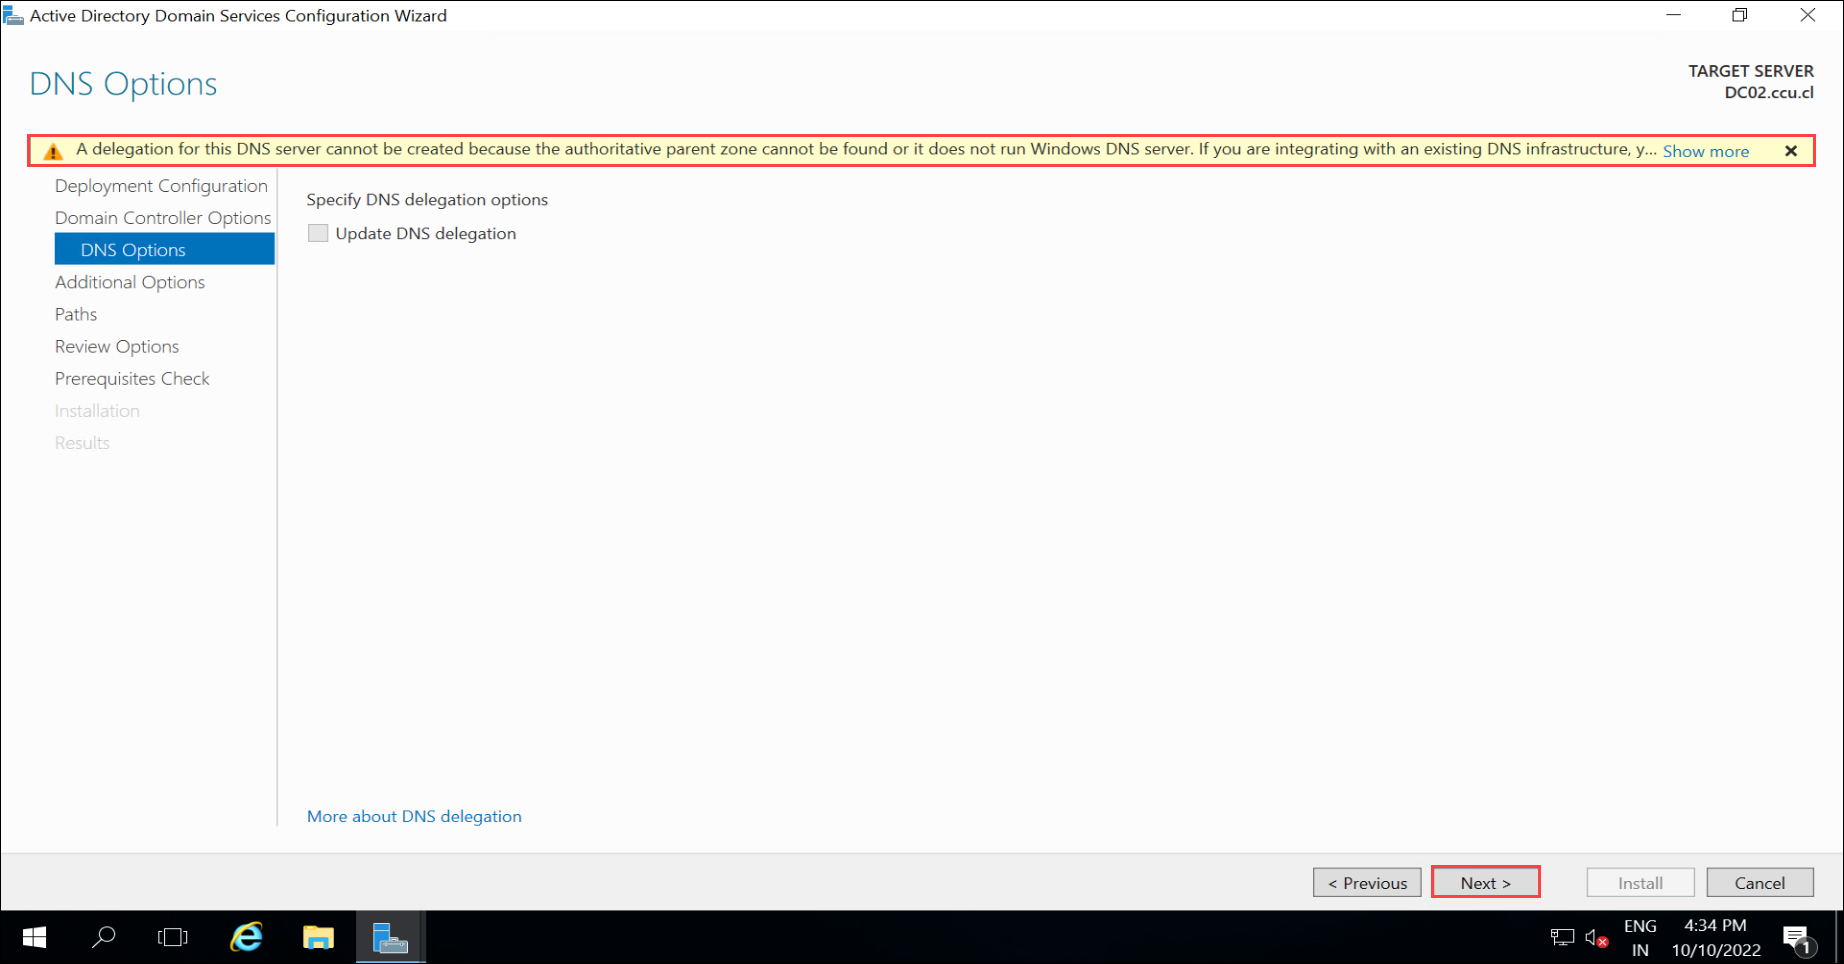 Active Directory Domain Services Configuration Wizard
DNS Options
TARGET SERVER
DC02.ccu.cl
A delegation for this DNS server cannot be created because the authoritative parent zone cannot be found or it does not run Windows DNS server. If you are integrating with an existing DNS infrastructure, y... Show more
Deployment Configuration
Domain Controller Options
DNS Options
Additional Options
Paths
Review Options
Prerequisites Check
Installation
Results
Specify DNS delegation options
Update DNS delegation
More about DNS delegation
< Previous
Next >
Install
Cancel
ENG
IN
4:34 PM
10/10/2022
1